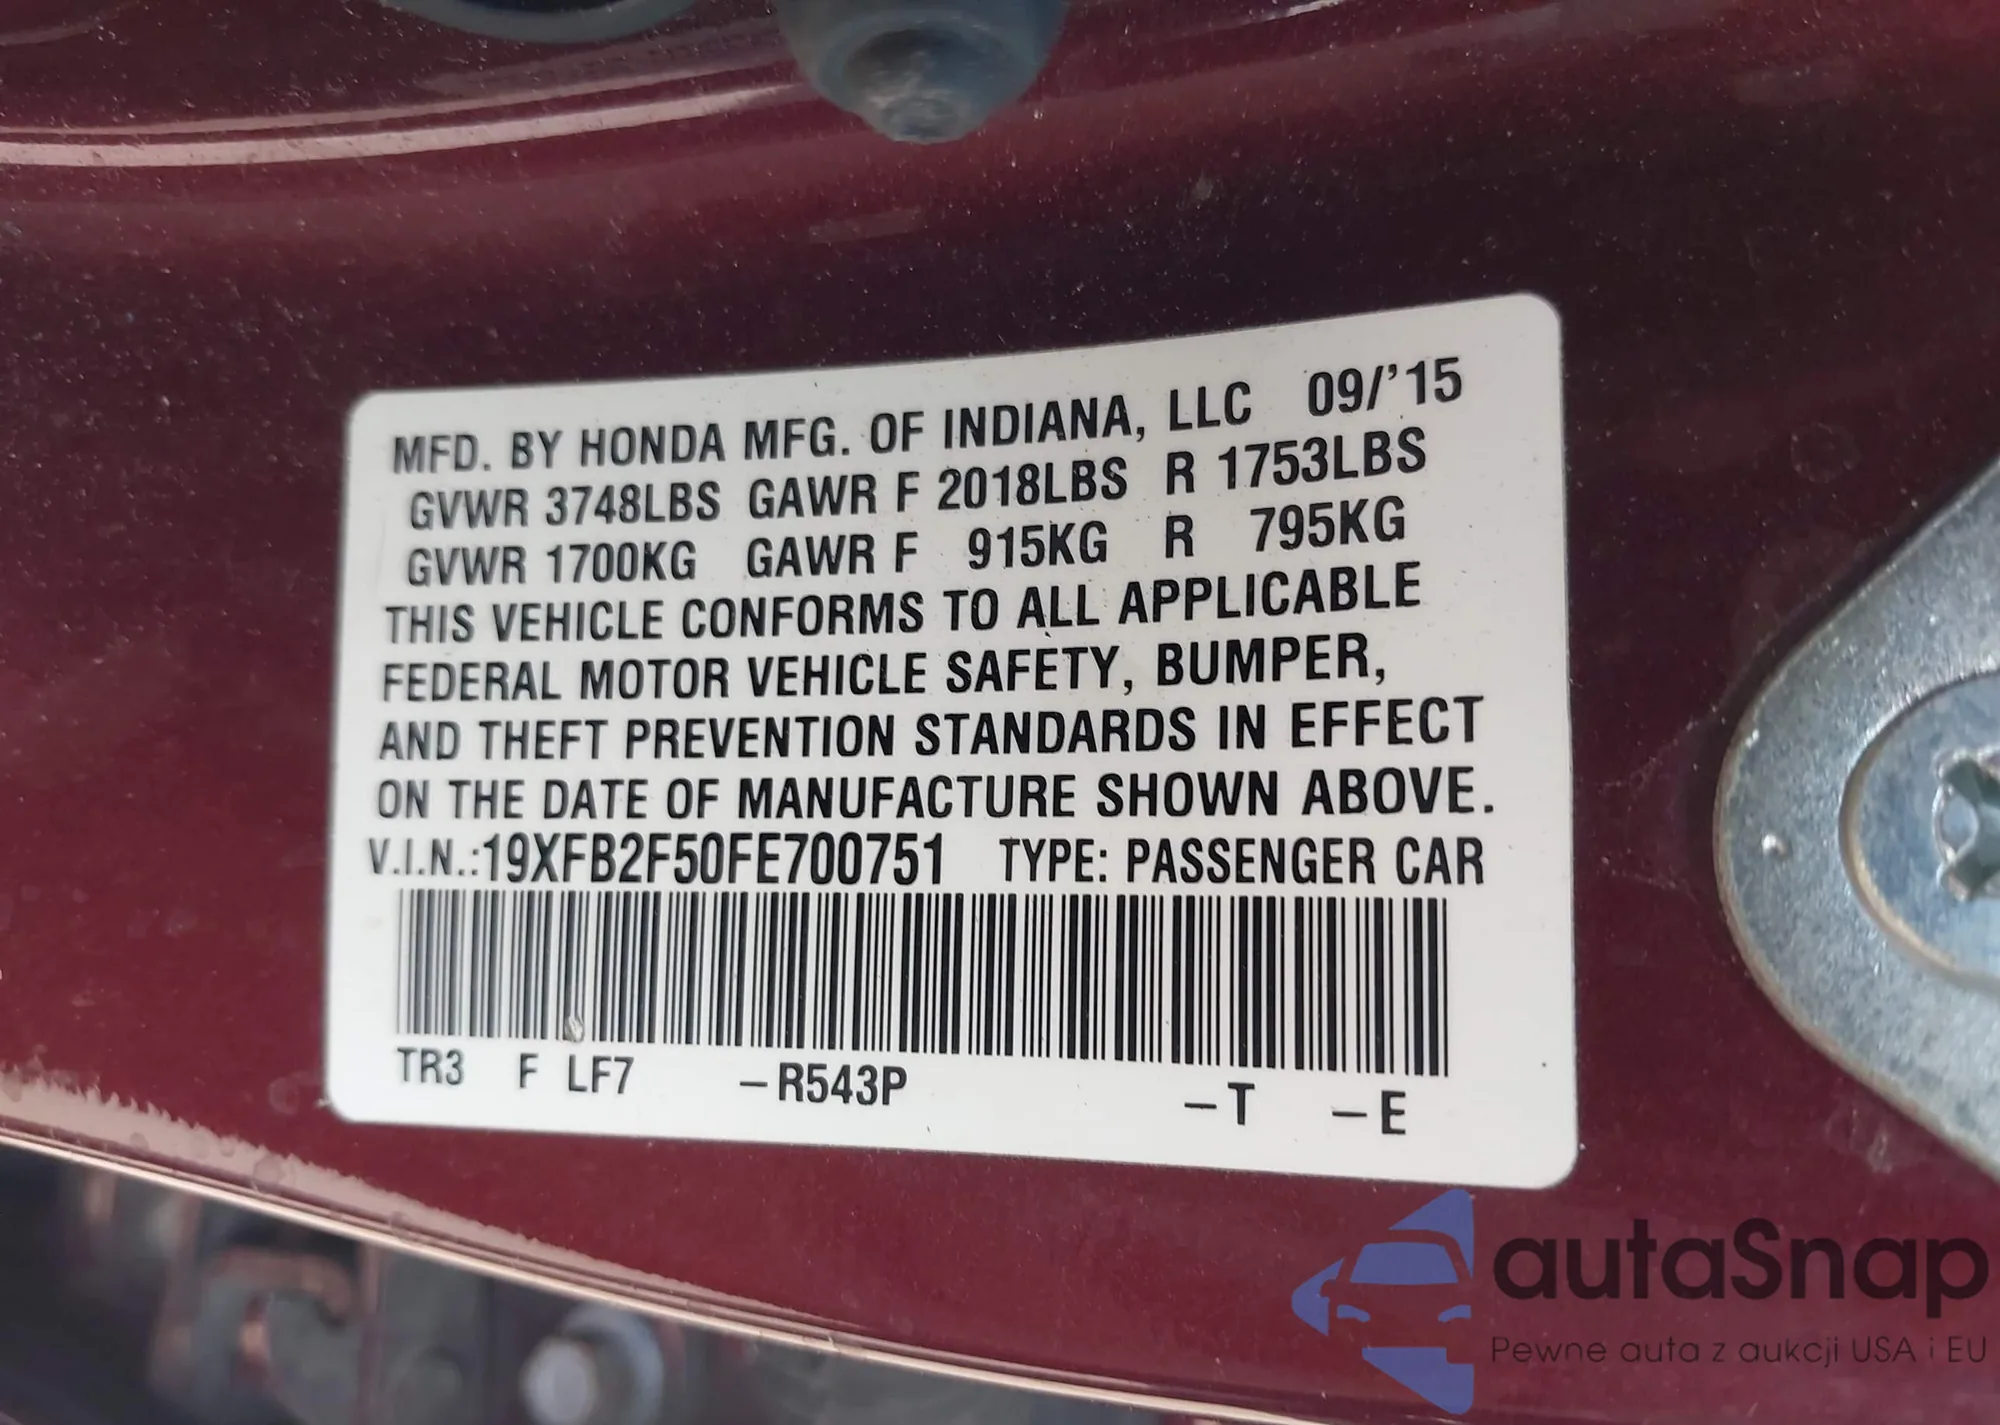 MFD. BY HONDA MFG. OF INDIANA, LLC 09/'15
GVWR 3748LBS GAWR F 2018LBS R 1753LBS
GVWR 1700KG GAWR F 915KG R 795KG
THIS VEHICLE CONFORMS TO ALL APPLICABLE
FEDERAL MOTOR VEHICLE SAFETY, BUMPER,
AND THEFT PREVENTION STANDARDS IN EFFECT
ON THE DATE OF MANUFACTURE SHOWN ABOVE.
V.I.N.:19XFB2F50FE700751 TYPE: PASSENGER CAR
TR3 F LF7 –R543P –T –E
autaSnap
Pewne auta z aukcji USA i EU